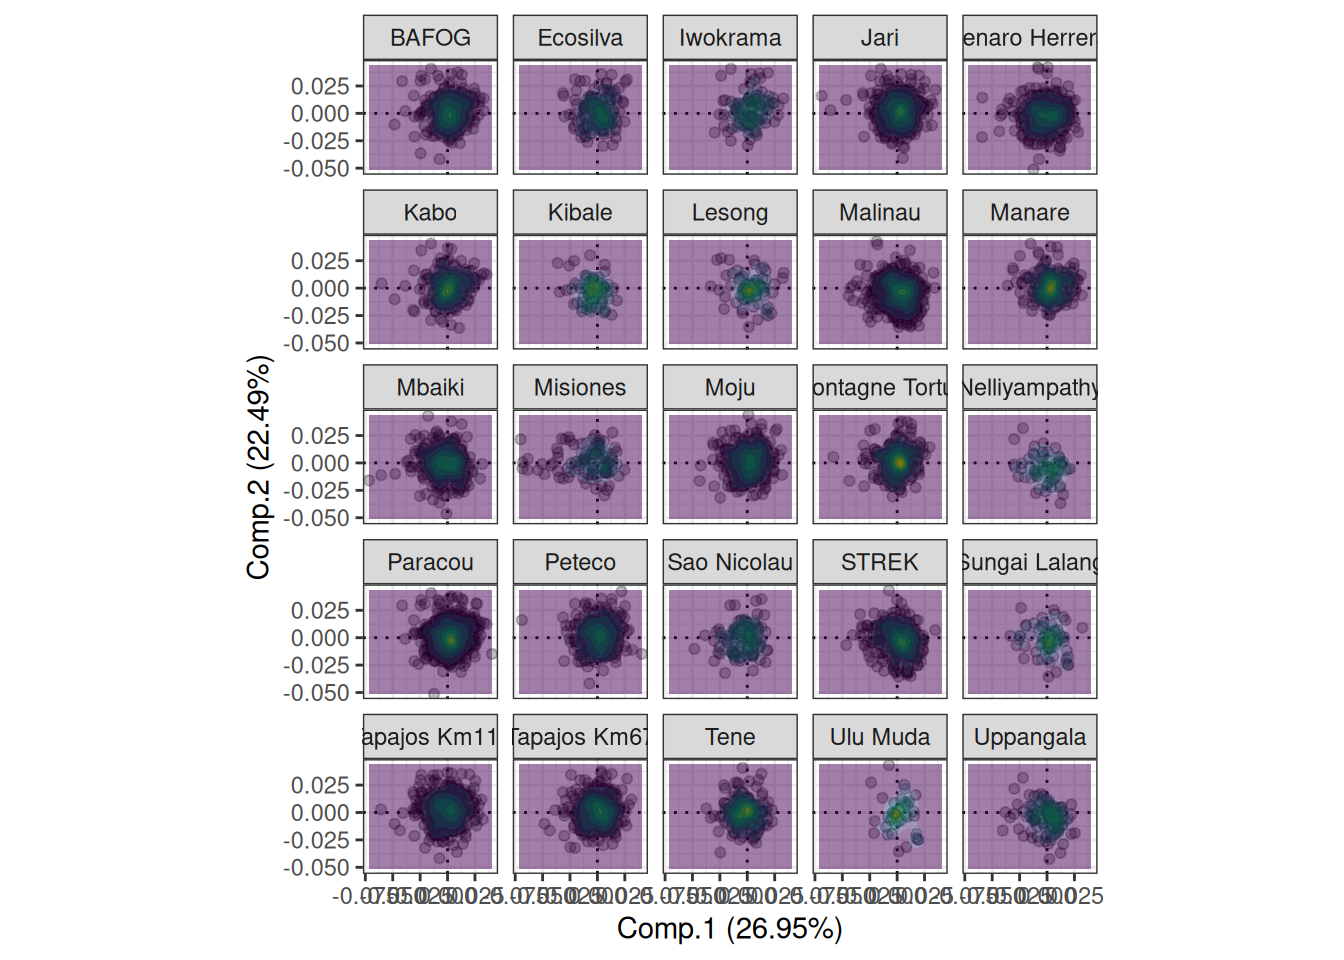 BAFOG Ecosilva Iwokrama Jari enaro Herrer
0.025
0.000
-0.025
-0.050
Kabo Kibale Lesong Malinau Manare
0.025
0.000
-0.025
-0.050
Mbaiki Misiones Moju ontagne Tortu Nelliyampathy
0.025
0.000
-0.025
-0.050
Paracou Peteco Sao Nicolau STREK Sungai Lalang
0.025
0.000
-0.025
-0.050
apajos Km11 Tapajos Km67 Tene Ulu Muda Uppangala
0.025
0.000
-0.025
-0.050
Comp.1 (26.95%)
Comp.2 (22.49%)